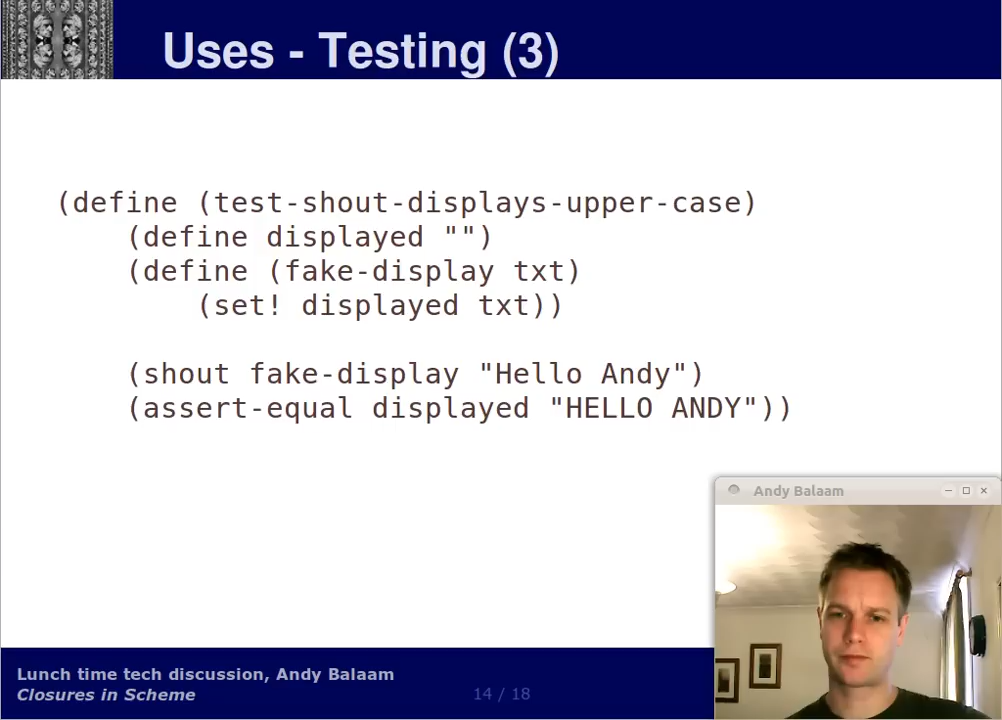 Uses - Testing (3)
(define (test-shout-displays-upper-case)
(define displayed "")
(define (fake-display txt)
(set! displayed txt))
(shout fake-display "Hello Andy")
(assert-equal displayed "HELLO ANDY"))
Andy Balaam
Lunch time tech discussion, Andy Balaam
Closures in Scheme
14 / 18